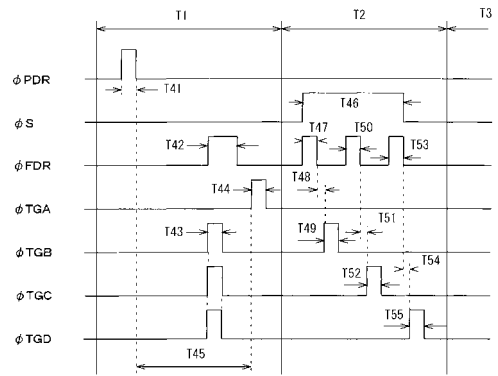 T1 T2 T3
φPDR
T41
φS
T46
T42 T47 T50 T53
φFDR
T44 T48
φTGA
T43 T49 T51
φTGB
T52 T54
φTGC
T55
φTGD
T45